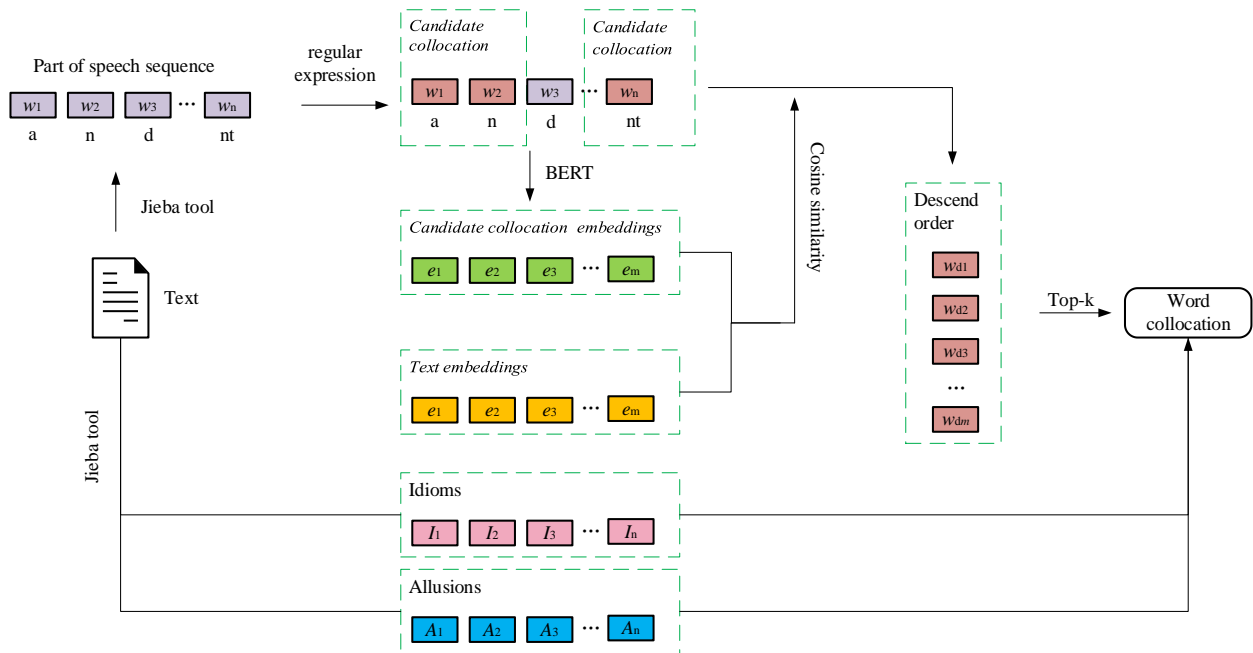 Part of speech sequence
w1 w2 w3 ... wn
a n d nt
Jieba tool
Text
Jieba tool
regular
expression
Candidate
collocation
Candidate
collocation
w1 w2 w3 ... wn
a n d nt
BERT
Candidate collocation embeddings
e1 e2 e3 ... em
Text embeddings
e1 e2 e3 ... em
Cosine similarity
Idioms
I1 I2 I3 ... In
Allusions
A1 A2 A3 ... An
Descend
order
wd1
wd2
wd3
...
wdm
Top-k
Word
collocation